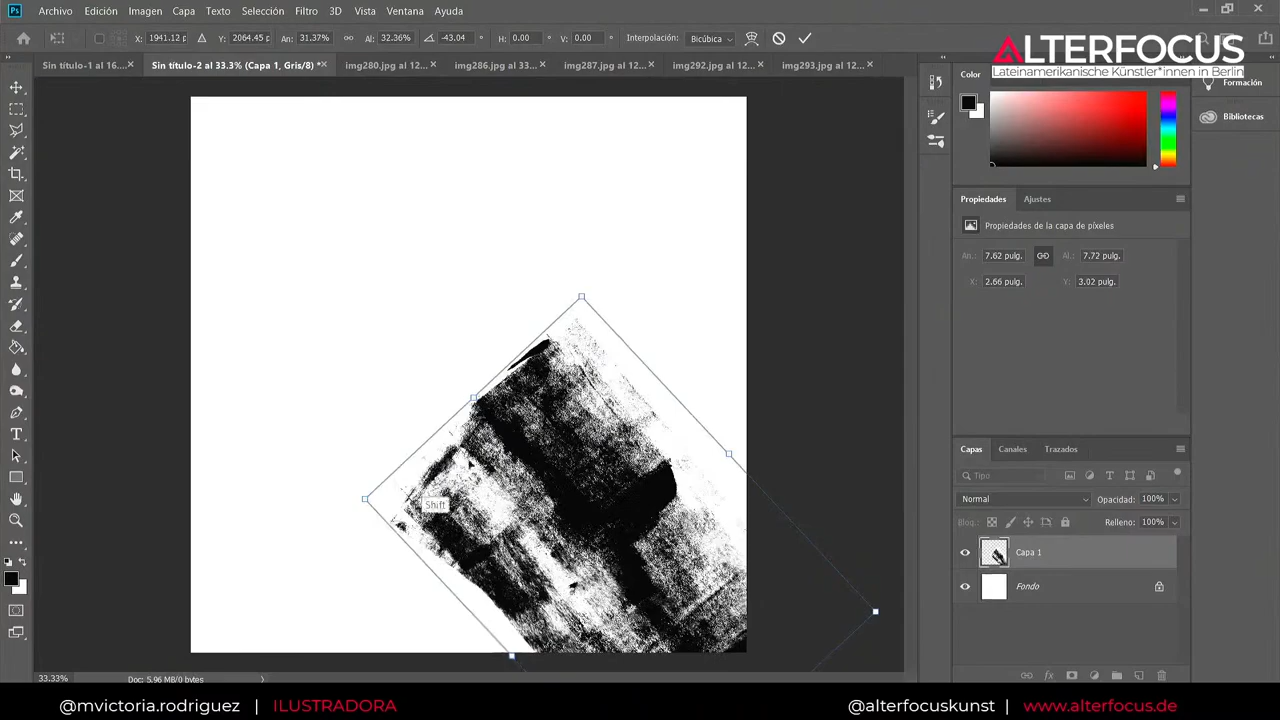 Archivo Edición Imagen Capa Texto Selección Filtro 3D Vista Ventana Ayuda
X: 1941.12 p An: 31.37% Al: 32.36% -43.04 ° H: 0.00 ° V: 0.00 ° Interpolación: Bicúbica
ALTERFOCUS
Lateinamerikanische Künstler*innen in Berlin
Y: 2064.45 p
Sin título-1 al 16.... × Sin título-2 al 33.3% (Capa 1, Gris/8) * × img280.jpg al 12... × img286.jpg al 33... × img287.jpg al 12... × img292.jpg al 12... × img293.jpg al 12... ×
Color
Formación
Bibliotecas
Propiedades Ajustes
Propiedades de la capa de píxeles
An.: 7.62 pulg. Al.: 7.72 pulg.
X: 2.66 pulg. Y: 3.02 pulg.
Shift
Capas Canales Trazados
Tipo
Normal Opacidad: 100%
Bloq.: Relleno: 100%
Capa 1
Fondo
33.33% Doc: 5.96 MB/0 bytes
@mvictoria.rodriguez | ILUSTRADORA
@alterfocuskunst | www.alterfocus.de